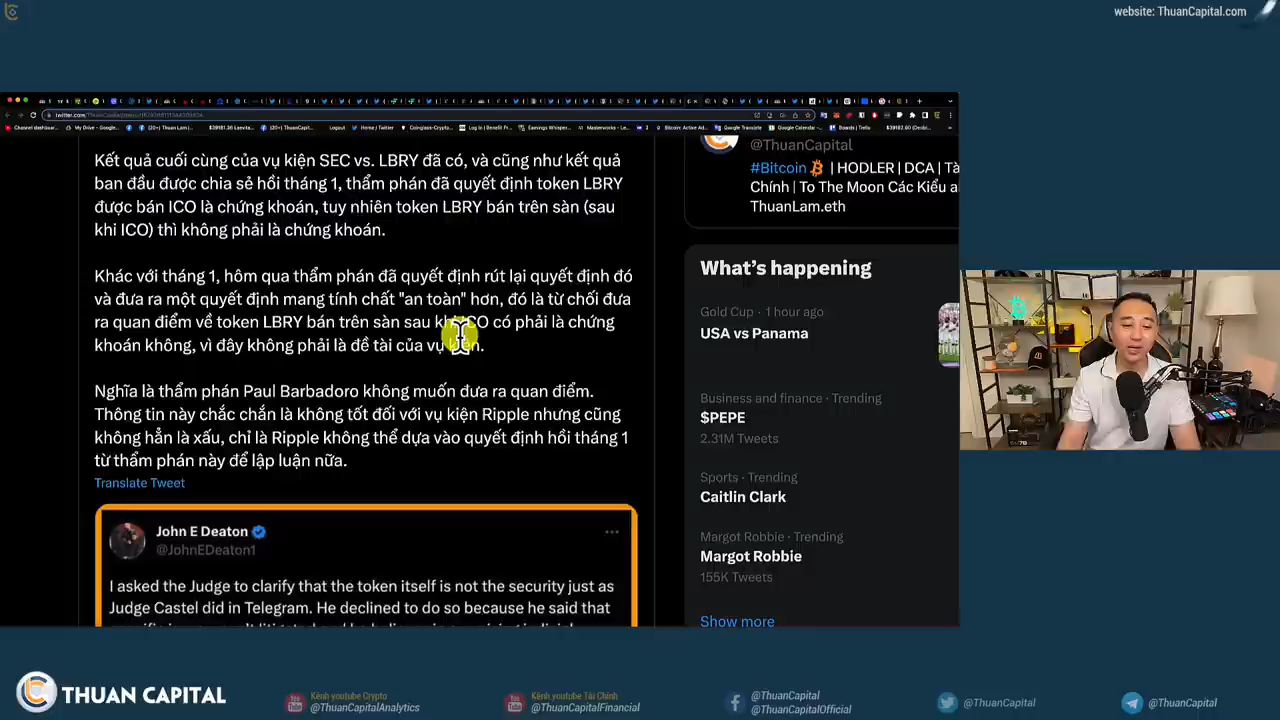 website: ThuanCapital.com
Kết quả cuối cùng của vụ kiện SEC vs. LBRY đã có, và cũng như kết quả
ban đầu được chia sẻ hồi tháng 1, thẩm phán đã quyết định token LBRY
được bán ICO là chứng khoán, tuy nhiên token LBRY bán trên sàn (sau
khi ICO) thì không phải là chứng khoán.
Khác với tháng 1, hôm qua thẩm phán đã quyết định rút lại quyết định đó
và đưa ra một quyết định mang tính chất "an toàn" hơn, đó là từ chối đưa
ra quan điểm về token LBRY bán trên sàn sau khi ICO có phải là chứng
khoán không, vì đây không phải là đề tài của vụ kiện.
Nghĩa là thẩm phán Paul Barbadoro không muốn đưa ra quan điểm.
Thông tin này chắc chắn là không tốt đối với vụ kiện Ripple nhưng cũng
không hẳn là xấu, chỉ là Ripple không thể dựa vào quyết định hồi tháng 1
từ thẩm phán này để lập luận nữa.
Translate Tweet
John E Deaton
@JohnEDeaton1
I asked the Judge to clarify that the token itself is not the security just as
Judge Castel did in Telegram. He declined to do so because he said that
@ThuanCapital
#Bitcoin | HODLER | DCA | Tà
Chính | To The Moon Các Kiểu a
ThuanLam.eth
What's happening
Gold Cup · 1 hour ago
USA vs Panama
Business and finance · Trending
$PEPE
2.31M Tweets
Sports · Trending
Caitlin Clark
Margot Robbie · Trending
Margot Robbie
155K Tweets
Show more
THUAN CAPITAL
Kênh youtube Crypto
@ThuanCapitalAnalytics
Kênh youtube Tài Chính
@ThuanCapitalFinancial
@ThuanCapital
@ThuanCapitalOfficial
@ThuanCapital
@ThuanCapital